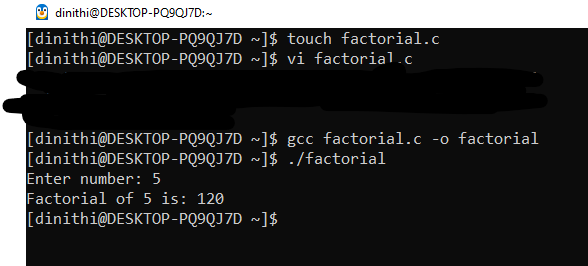 dinithi@DESKTOP-PQ9QJ7D:~
[dinithi@DESKTOP-PQ9QJ7D ~]$ touch factorial.c
[dinithi@DESKTOP-PQ9QJ7D ~]$ vi factorial.c
[dinithi@DESKTOP-PQ9QJ7D ~]$ gcc factorial.c -o factorial
[dinithi@DESKTOP-PQ9QJ7D ~]$ ./factorial
Enter number: 5
Factorial of 5 is: 120
[dinithi@DESKTOP-PQ9QJ7D ~]$